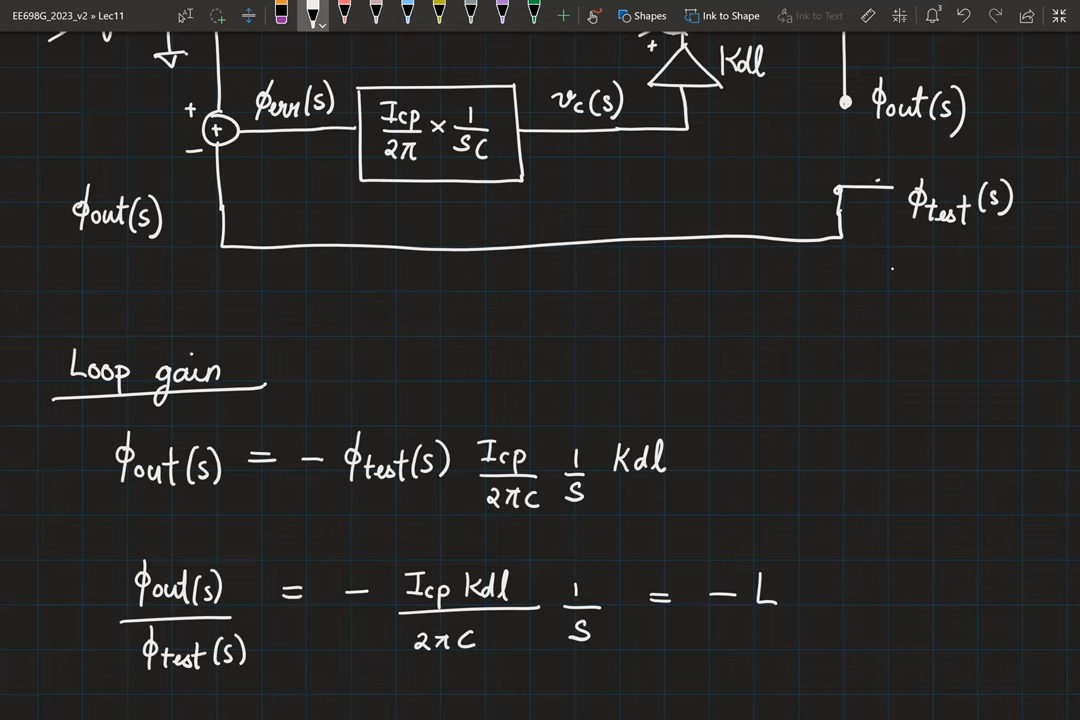 EE698G_2023_v2 » Lec11
Shapes Ink to Shape Ink to Text 3
+ Kdl
+ ϕerr(s) Icp/2π × 1/sC vc(s) ϕout(s)
+
−
ϕout(s) ϕtest(s)
Loop gain
ϕout(s) = − ϕtest(s) Icp/2πC 1/s Kdl
ϕout(s)/ϕtest(s) = − Icp Kdl/2πC 1/s = − L